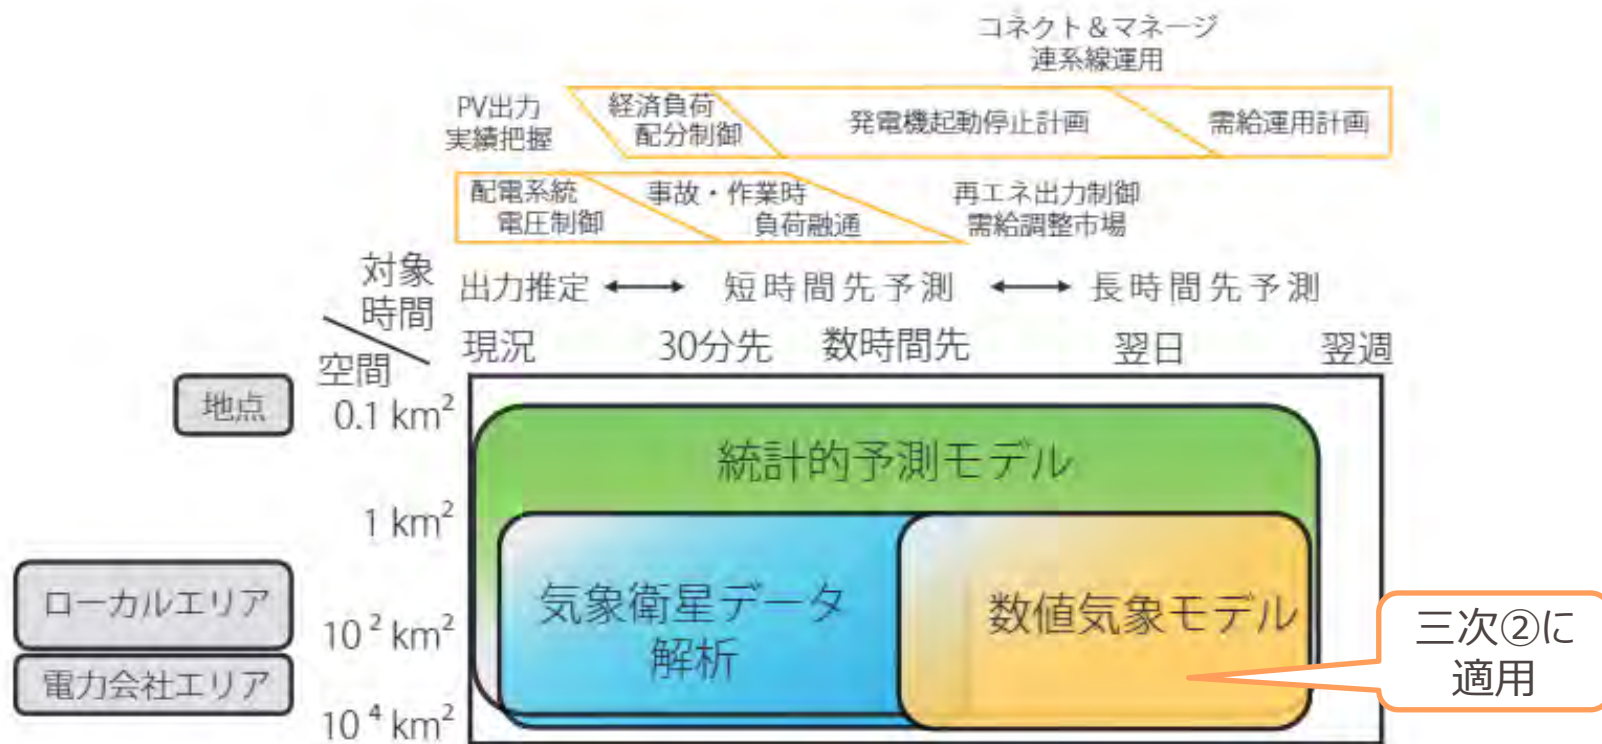 コネクト＆マネージ
連系線運用
PV出力
実績把握
経済負荷
配分制御
発電機起動停止計画
需給運用計画
配電系統
電圧制御
事故・作業時
負荷融通
再エネ出力制御
需給調整市場
対象
時間
空間
出力推定
短時間先予測
長時間先予測
現況
30分先
数時間先
翌日
翌週
地点
0.1 km²
統計的予測モデル
1 km²
気象衛星データ
解析
数値気象モデル
ローカルエリア
10² km²
三次②に
適用
電力会社エリア
10⁴ km²